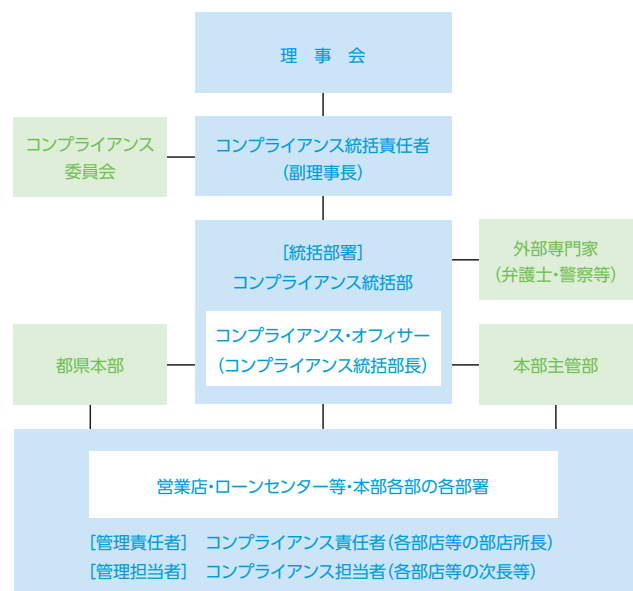 理 事 会
コンプライアンス
委員会
コンプライアンス統括責任者
(副理事長)
[統括部署]
コンプライアンス統括部
外部専門家
(弁護士・警察等)
コンプライアンス・オフィサー
(コンプライアンス統括部長)
都県本部
本部主管部
営業店・ローンセンター等・本部各部の各部署
[管理責任者] コンプライアンス責任者(各部店等の部店所長)
[管理担当者] コンプライアンス担当者(各部店等の次長等)